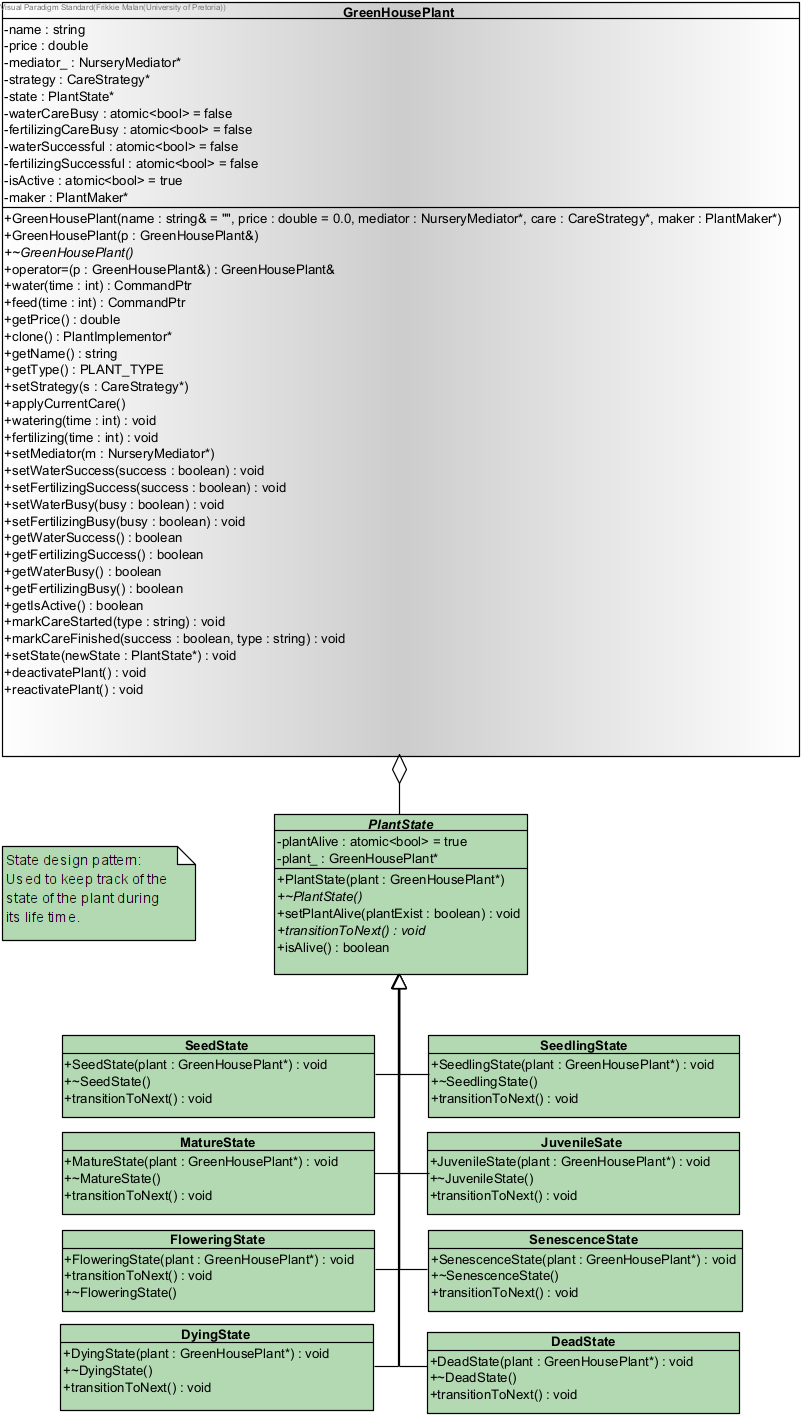 Visual Paradigm Standard(Frikkie Malan(University of Pretoria))
GreenHousePlant
-name : string
-price : double
-mediator_ : NurseryMediator*
-strategy : CareStrategy*
-state : PlantState*
-waterCareBusy : atomic<bool> = false
-fertilizingCareBusy : atomic<bool> = false
-waterSuccessful : atomic<bool> = false
-fertilizingSuccessful : atomic<bool> = false
-isActive : atomic<bool> = true
-maker : PlantMaker*
+GreenHousePlant(name : string& = "", price : double = 0.0, mediator : NurseryMediator*, care : CareStrategy*, maker : PlantMaker*)
+GreenHousePlant(p : GreenHousePlant&)
+~GreenHousePlant()
+operator=(p : GreenHousePlant&) : GreenHousePlant&
+water(time : int) : CommandPtr
+feed(time : int) : CommandPtr
+getPrice() : double
+clone() : PlantImplementor*
+getName() : string
+getType() : PLANT_TYPE
+setStrategy(s : CareStrategy*)
+applyCurrentCare()
+watering(time : int) : void
+fertilizing(time : int) : void
+setMediator(m : NurseryMediator*)
+setWaterSuccess(success : boolean) : void
+setFertilizingSuccess(success : boolean) : void
+setWaterBusy(busy : boolean) : void
+setFertilizingBusy(busy : boolean) : void
+getWaterSuccess() : boolean
+getFertilizingSuccess() : boolean
+getWaterBusy() : boolean
+getFertilizingBusy() : boolean
+getIsActive() : boolean
+markCareStarted(type : string) : void
+markCareFinished(success : boolean, type : string) : void
+setState(newState : PlantState*) : void
+deactivatePlant() : void
+reactivatePlant() : void
PlantState
-plantAlive : atomic<bool> = true
-plant_ : GreenHousePlant*
+PlantState(plant : GreenHousePlant*)
+~PlantState()
+setPlantAlive(plantExist : boolean) : void
+transitionToNext() : void
+isAlive() : boolean
State design pattern:
Used to keep track of the
state of the plant during
its life time.
SeedState
+SeedState(plant : GreenHousePlant*) : void
+~SeedState()
+transitionToNext() : void
SeedlingState
+SeedlingState(plant : GreenHousePlant*) : void
+~SeedlingState()
+transitionToNext() : void
MatureState
+MatureState(plant : GreenHousePlant*) : void
+~MatureState()
+transitionToNext() : void
JuvenileSate
+JuvenileState(plant : GreenHousePlant*) : void
+~JuvenileState()
+transitionToNext() : void
FloweringState
+FloweringState(plant : GreenHousePlant*) : void
+transitionToNext() : void
+~FloweringState()
SenescenceState
+SenescenceState(plant : GreenHousePlant*) : void
+~SenescenceState()
+transitionToNext() : void
DyingState
+DyingState(plant : GreenHousePlant*) : void
+~DyingState()
+transitionToNext() : void
DeadState
+DeadState(plant : GreenHousePlant*) : void
+~DeadState()
+transitionToNext() : void